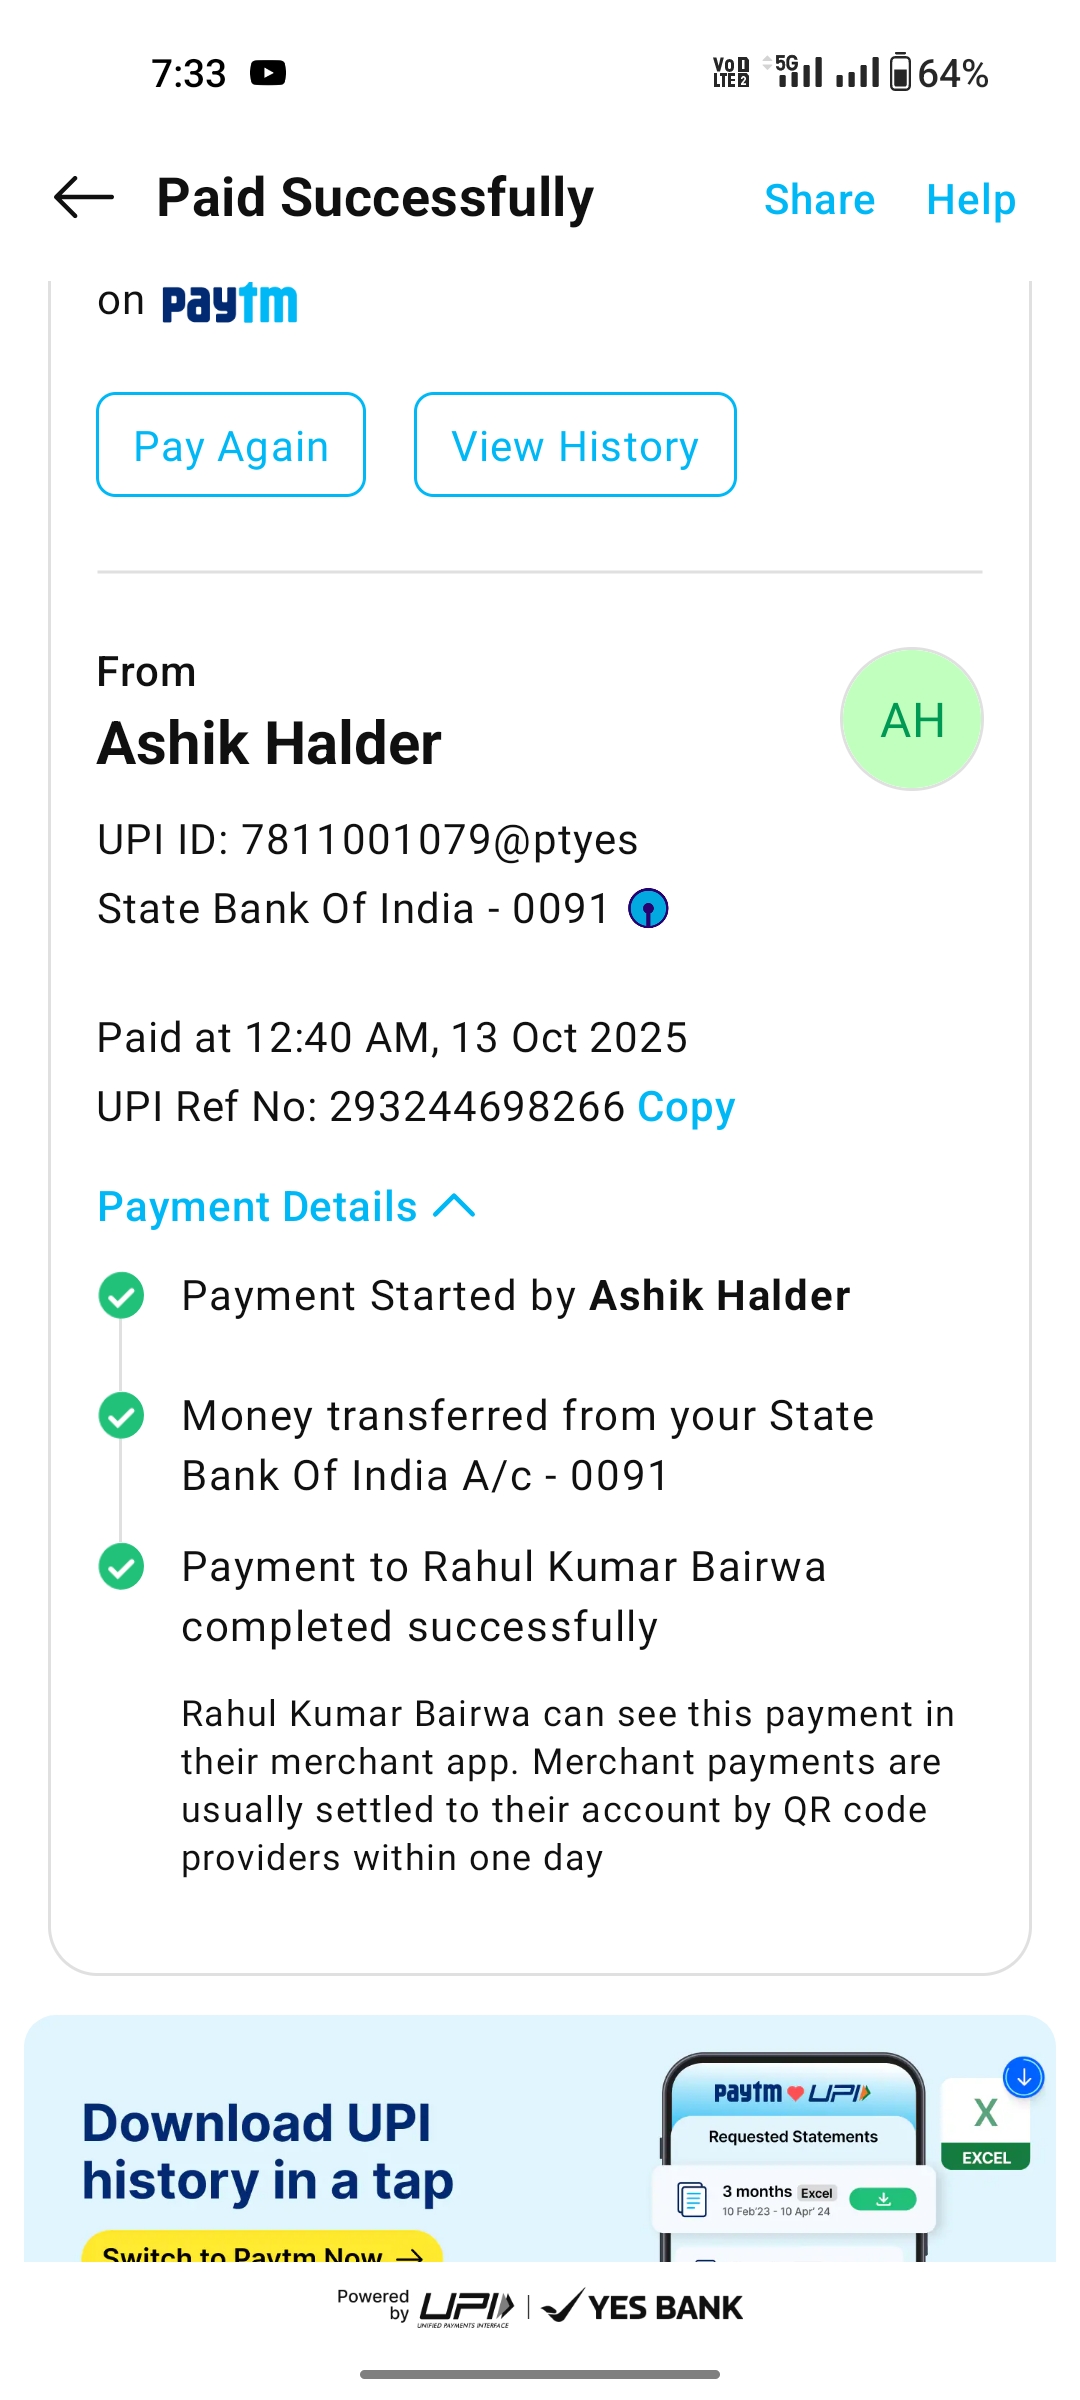 7:33
Vo
LTE 2
5G
64%
Paid Successfully
Share
Help
on paytm
Pay Again
View History
From
Ashik Halder
AH
UPI ID: 7811001079@ptyes
State Bank Of India - 0091
Paid at 12:40 AM, 13 Oct 2025
UPI Ref No: 293244698266 Copy
Payment Details
Payment Started by Ashik Halder
Money transferred from your State
Bank Of India A/c - 0091
Payment to Rahul Kumar Bairwa
completed successfully
Rahul Kumar Bairwa can see this payment in
their merchant app. Merchant payments are
usually settled to their account by QR code
providers within one day
Download UPI
history in a tap
Switch to Paytm Now
paytm UPI
Requested Statements
3 months Excel
10 Feb'23 - 10 Apr' 24
X
EXCEL
Powered
by
UPI
UNIFIED PAYMENTS INTERFACE
YES BANK